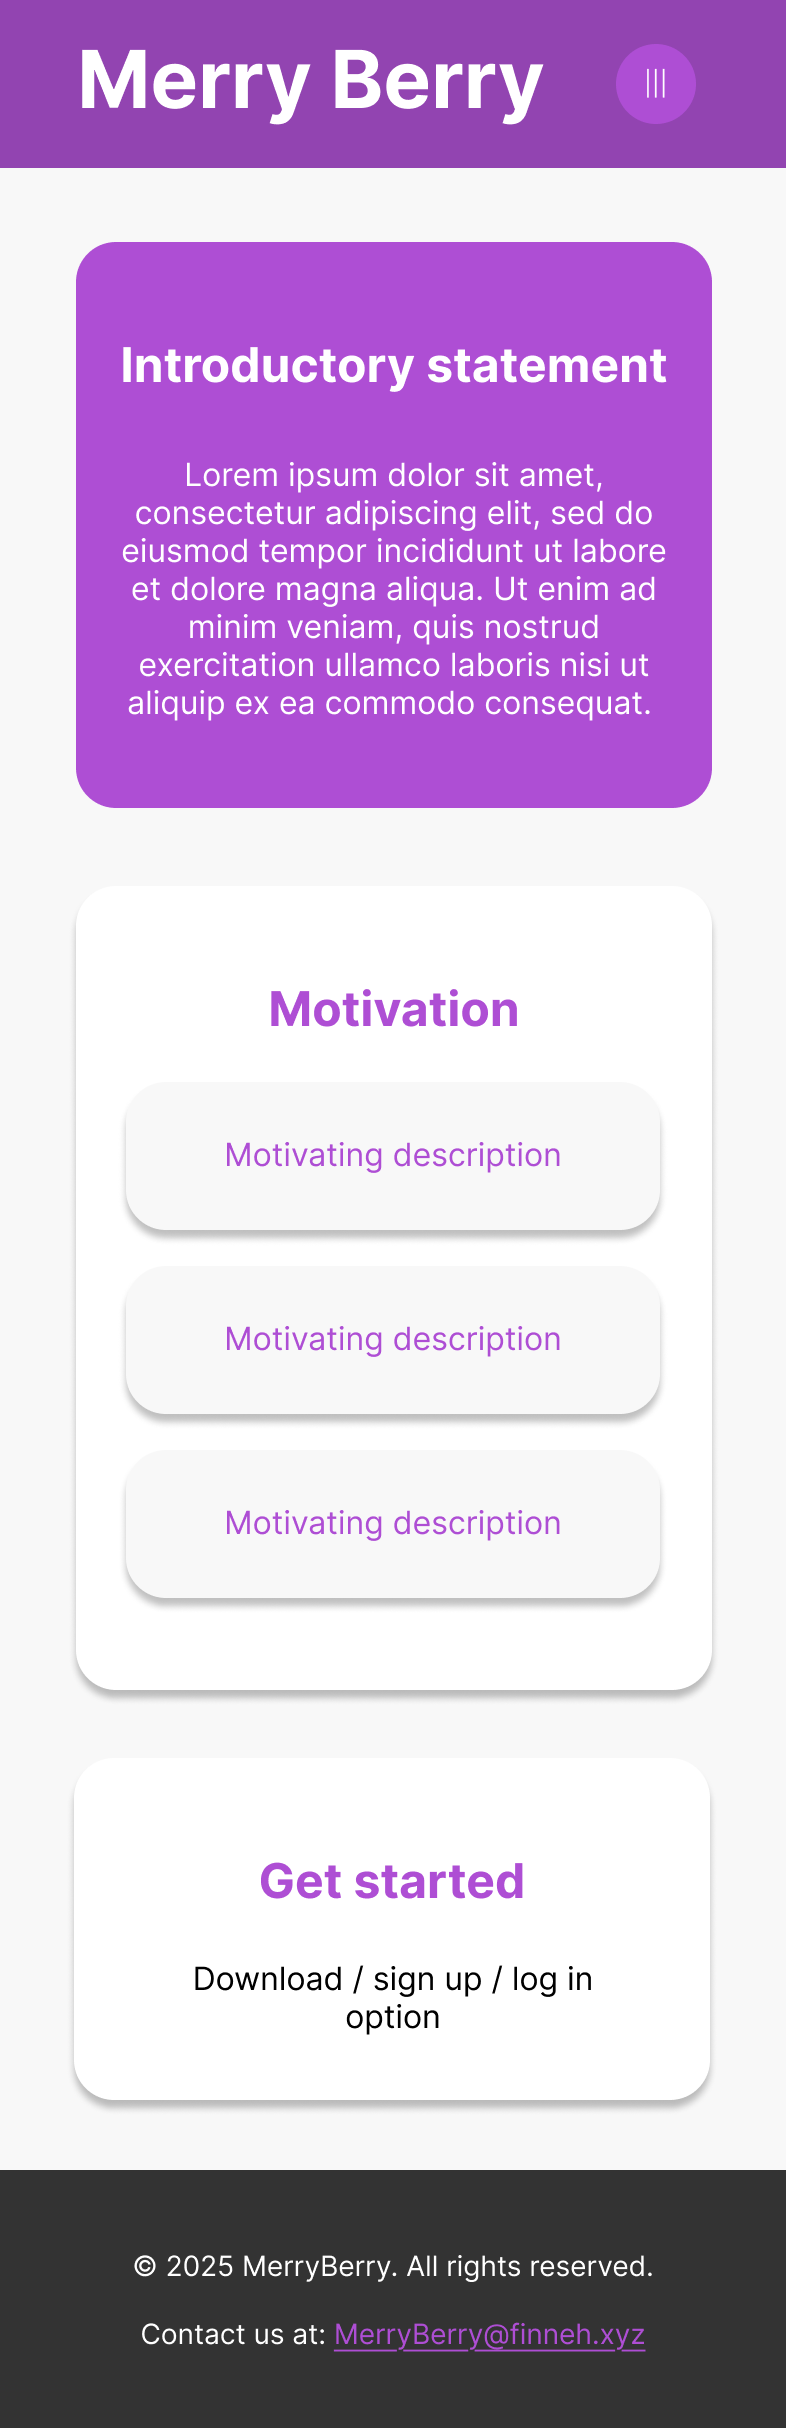 Merry Berry
Introductory statement
Lorem ipsum dolor sit amet,
consectetur adipiscing elit, sed do
eiusmod tempor incididunt ut labore
et dolore magna aliqua. Ut enim ad
minim veniam, quis nostrud
exercitation ullamco laboris nisi ut
aliquip ex ea commodo consequat.
Motivation
Motivating description
Motivating description
Motivating description
Get started
Download / sign up / log in
option
© 2025 MerryBerry. All rights reserved.
Contact us at: MerryBerry@finneh.xyz